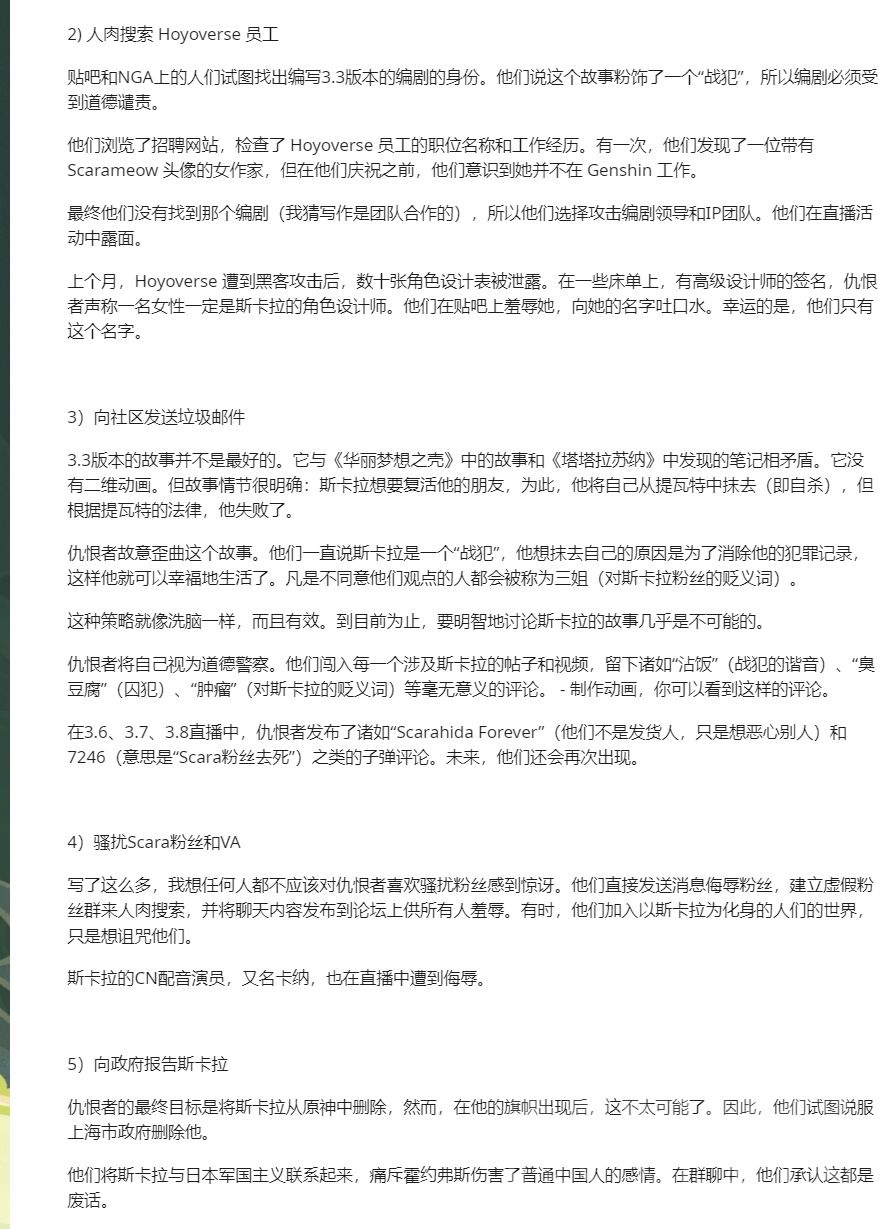 2) 人肉搜索 Hoyoverse 员工
贴吧和NGA上的人们试图找出编写3.3版本的编剧的身份。他们说这个故事粉饰了一个“战犯”，所以编剧必须受
到道德谴责。
他们浏览了招聘网站，检查了 Hoyoverse 员工的职位名称和工作经历。有一次，他们发现了一位带有
Scarameow 头像的女作家，但在他们庆祝之前，他们意识到她并不在 Genshin 工作。
最终他们没有找到那个编剧（我猜写作是团队合作的），所以他们选择攻击编剧领导和IP团队。他们在直播活
动中露面。
上个月，Hoyoverse 遭到黑客攻击后，数十张角色设计表被泄露。在一些床单上，有高级设计师的签名，仇恨
者声称一名女性一定是斯卡拉的角色设计师。他们在贴吧上羞辱她，向她的名字吐口水。幸运的是，他们只有
这个名字。
3）向社区发送垃圾邮件
3.3版本的故事并不是最好的。它与《华丽梦想之壳》中的故事和《塔塔拉苏纳》中发现的笔记相矛盾。它没
有二维动画。但故事情节很明确：斯卡拉想要复活他的朋友，为此，他将自己从提瓦特中抹去（即自杀），但
根据提瓦特的法律，他失败了。
仇恨者故意歪曲这个故事。他们一直说斯卡拉是一个“战犯”，他想抹去自己的原因是为了消除他的犯罪记录，
这样他就可以幸福地生活了。凡是不同意他们观点的人都会被称为三姐（对斯卡拉粉丝的贬义词）。
这种策略就像洗脑一样，而且有效。到目前为止，要明智地讨论斯卡拉的故事几乎是不可能的。
仇恨者将自己视为道德警察。他们闯入每一个涉及斯卡拉的帖子和视频，留下诸如“沾饭”（战犯的谐音）、“臭
豆腐”（囚犯）、“肿瘤”（对斯卡拉的贬义词）等毫无意义的评论。 - 制作动画，你可以看到这样的评论。
在3.6、3.7、3.8直播中，仇恨者发布了诸如“Scarahida Forever”（他们不是发货人，只是想恶心别人）和
7246（意思是“Scara粉丝去死”）之类的子弹评论。未来，他们还会再次出现。
4）骚扰Scara粉丝和VA
写了这么多，我想任何人都不应该对仇恨者喜欢骚扰粉丝感到惊讶。他们直接发送消息侮辱粉丝，建立虚假粉
丝群来人肉搜索，并将聊天内容发布到论坛上供所有人羞辱。有时，他们加入以斯卡拉为化身的人们的世界，
只是想诅咒他们。
斯卡拉的CN配音演员，又名卡纳，也在直播中遭到侮辱。
5）向政府报告斯卡拉
仇恨者的最终目标是将斯卡拉从原神中删除，然而，在他的旗帜出现后，这不太可能了。因此，他们试图说服
上海市政府删除他。
他们将斯卡拉与日本军国主义联系起来，痛斥霍约弗斯伤害了普通中国人的感情。在群聊中，他们承认这都是
废话。